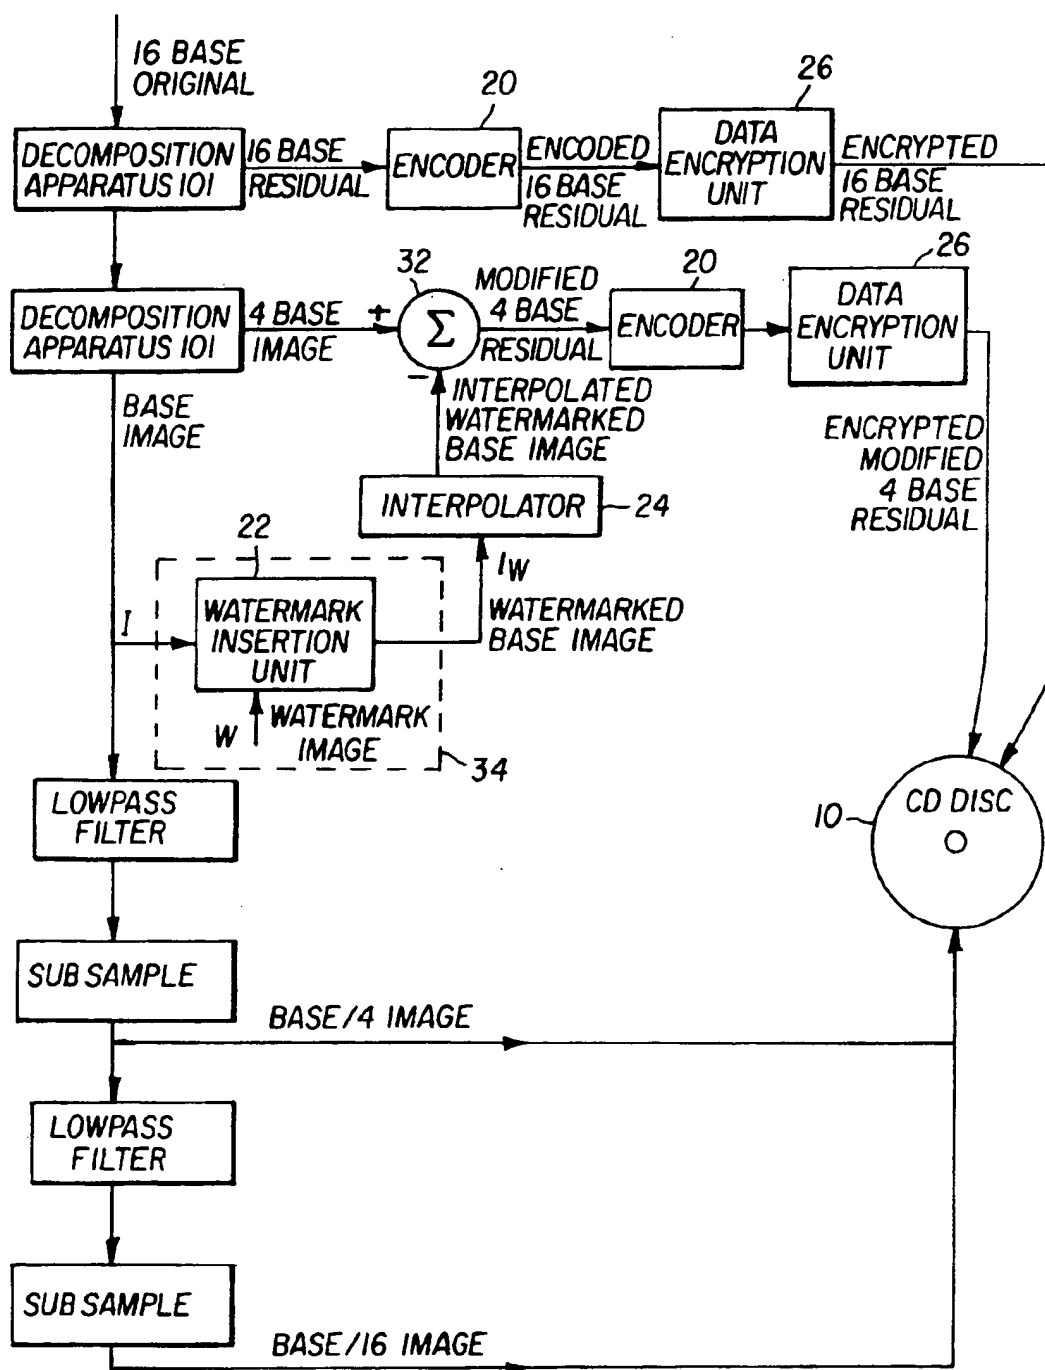 16 BASE
ORIGINAL
DECOMPOSITION
APPARATUS 101
16 BASE
RESIDUAL
20
ENCODER
ENCODED
16 BASE
RESIDUAL
26
DATA
ENCRYPTION
UNIT
ENCRYPTED
16 BASE
RESIDUAL
DECOMPOSITION
APPARATUS 101
4 BASE
IMAGE
32
+
Σ
−
MODIFIED
4 BASE
RESIDUAL
20
ENCODER
26
DATA
ENCRYPTION
UNIT
BASE
IMAGE
INTERPOLATED
WATERMARKED
BASE IMAGE
ENCRYPTED
MODIFIED
4 BASE
RESIDUAL
INTERPOLATOR
24
22
I
WATERMARK
INSERTION
UNIT
IW
WATERMARKED
BASE IMAGE
W
WATERMARK
IMAGE
34
LOWPASS
FILTER
10
CD DISC
SUB SAMPLE
BASE/4 IMAGE
LOWPASS
FILTER
SUB SAMPLE
BASE/16 IMAGE